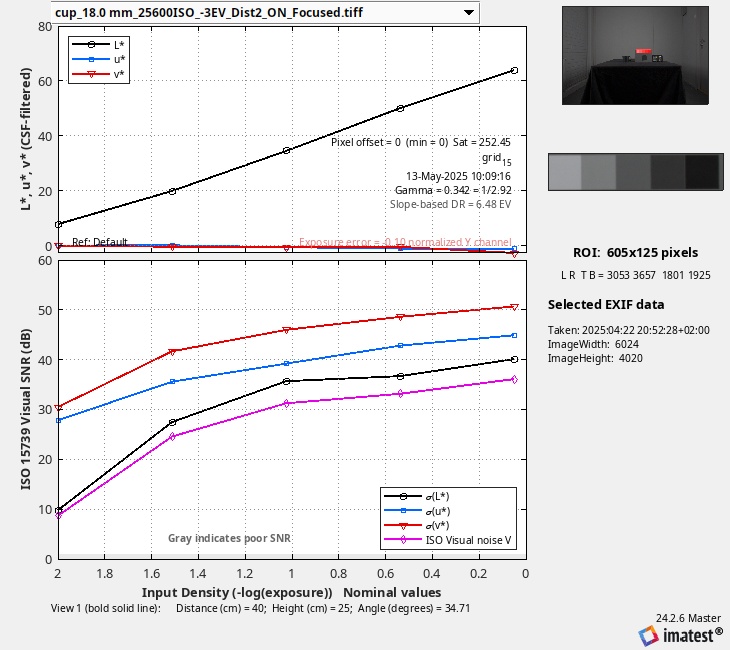 cup_18.0 mm_25600ISO_-3EV_Dist2_ON_Focused.tiff
80
60
40
20
0
L*, u*, v* (CSF-filtered)
L*
u*
v*
Pixel offset = 0 (min = 0) Sat = 252.45
grid15
13-May-2025 10:09:16
Gamma = 0.342 = 1/2.92
Slope-based DR = 6.48 EV
Ref: Default
Exposure error = -0.10 normalized Y channel
60
50
40
30
20
10
0
ISO 15739 Visual SNR (dB)
σ(L*)
σ(u*)
σ(v*)
ISO Visual noise V
Gray indicates poor SNR
2 1.8 1.6 1.4 1.2 1 0.8 0.6 0.4 0.2 0
Input Density (-log(exposure)) Nominal values
View 1 (bold solid line): Distance (cm) = 40; Height (cm) = 25; Angle (degrees) = 34.71
ROI: 605x125 pixels
L R T B = 3053 3657 1801 1925
Selected EXIF data
Taken: 2025:04:22 20:52:28+02:00
ImageWidth: 6024
ImageHeight: 4020
24.2.6 Master
imatest®